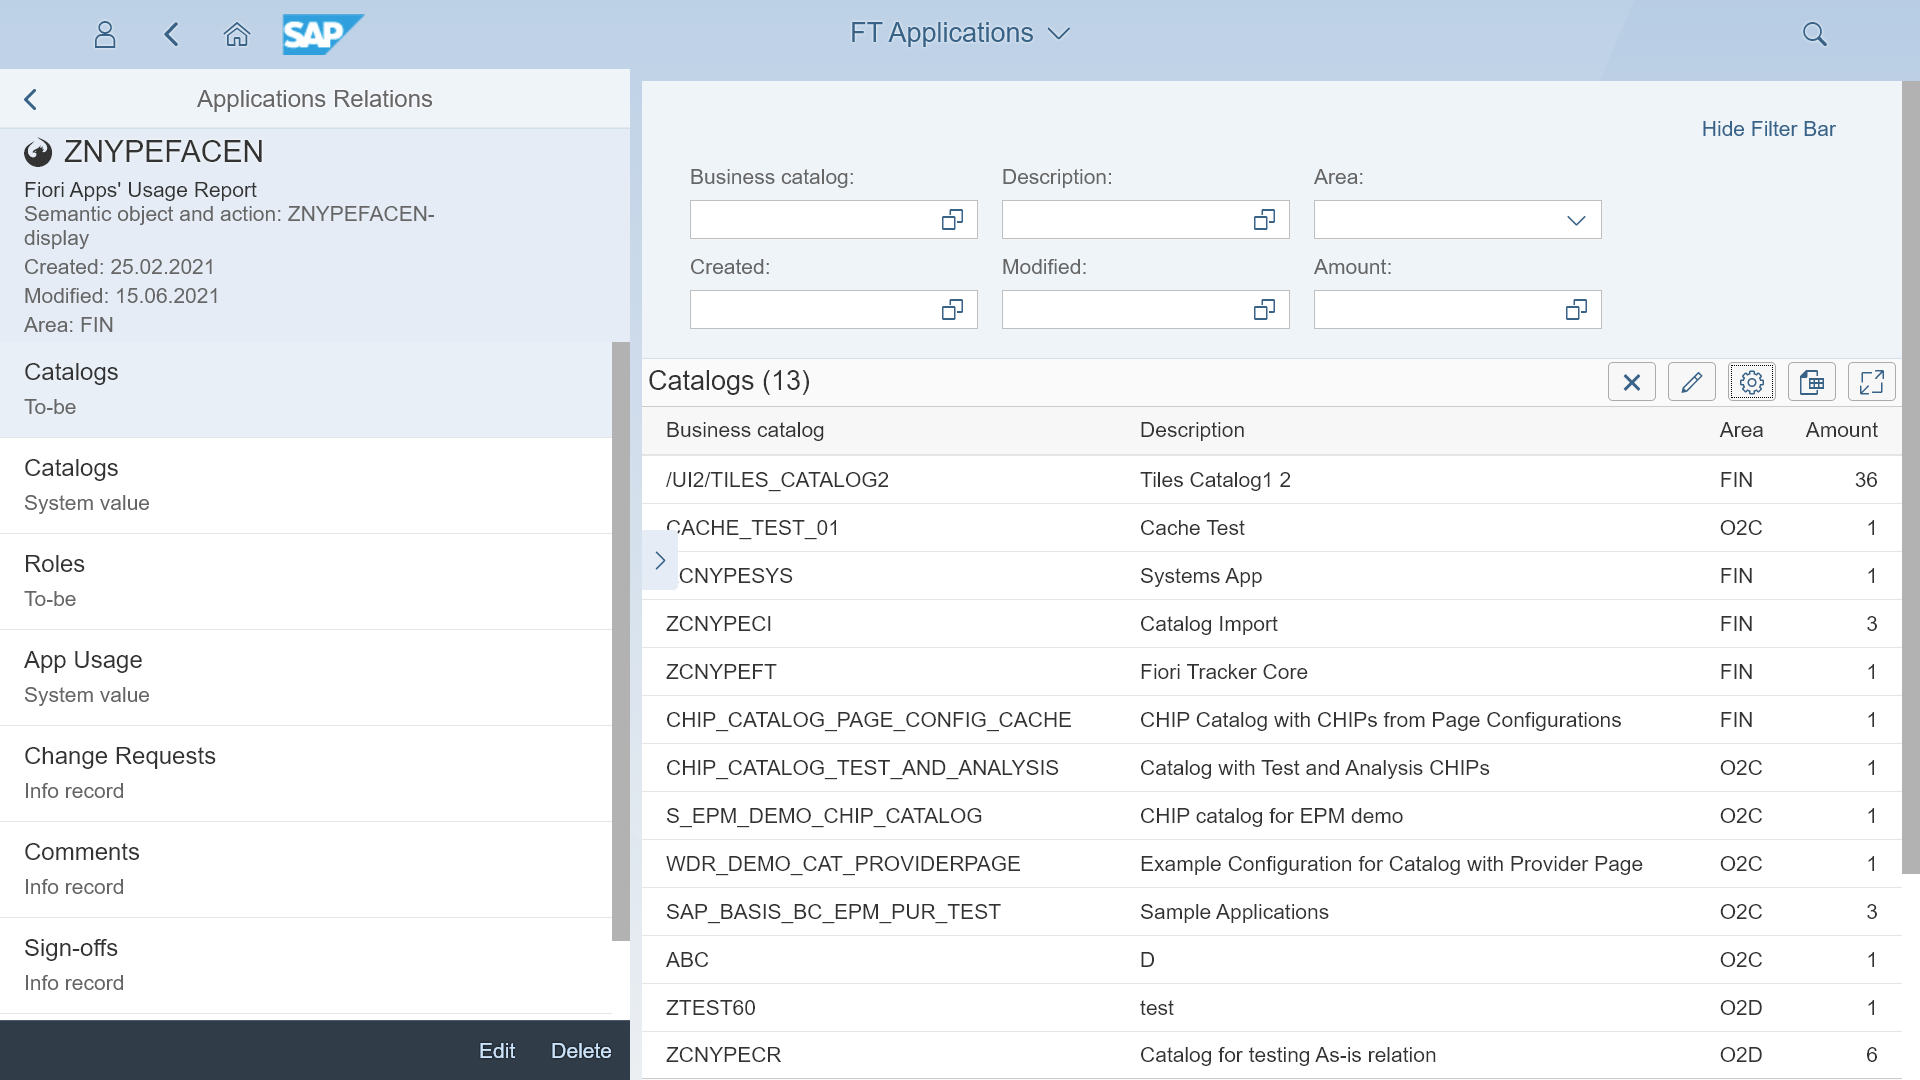 SAP
FT Applications
Applications Relations
ZNYPEFACEN
Fiori Apps' Usage Report
Semantic object and action: ZNYPEFACEN-
display
Created: 25.02.2021
Modified: 15.06.2021
Area: FIN
Catalogs
To-be
Catalogs
System value
Roles
To-be
App Usage
System value
Change Requests
Info record
Comments
Info record
Sign-offs
Info record
Edit Delete
Hide Filter Bar
Business catalog: Description: Area:
Created: Modified: Amount:
Catalogs (13)
Business catalog Description Area Amount
/UI2/TILES_CATALOG2 Tiles Catalog1 2 FIN 36
CACHE_TEST_01 Cache Test O2C 1
CNYPESYS Systems App FIN 1
ZCNYPECI Catalog Import FIN 3
ZCNYPEFT Fiori Tracker Core FIN 1
CHIP_CATALOG_PAGE_CONFIG_CACHE CHIP Catalog with CHIPs from Page Configurations FIN 1
CHIP_CATALOG_TEST_AND_ANALYSIS Catalog with Test and Analysis CHIPs O2C 1
S_EPM_DEMO_CHIP_CATALOG CHIP catalog for EPM demo O2C 1
WDR_DEMO_CAT_PROVIDERPAGE Example Configuration for Catalog with Provider Page O2C 1
SAP_BASIS_BC_EPM_PUR_TEST Sample Applications O2C 3
ABC D O2C 1
ZTEST60 test O2D 1
ZCNYPECR Catalog for testing As-is relation O2D 6